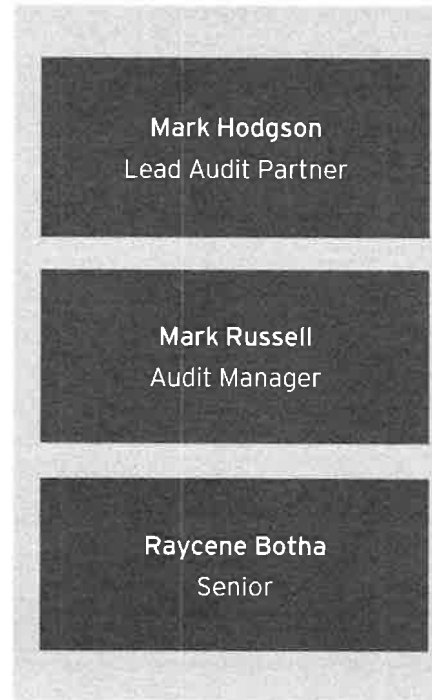 Mark Hodgson
Lead Audit Partner
Mark Russell
Audit Manager
Raycene Botha
Senior